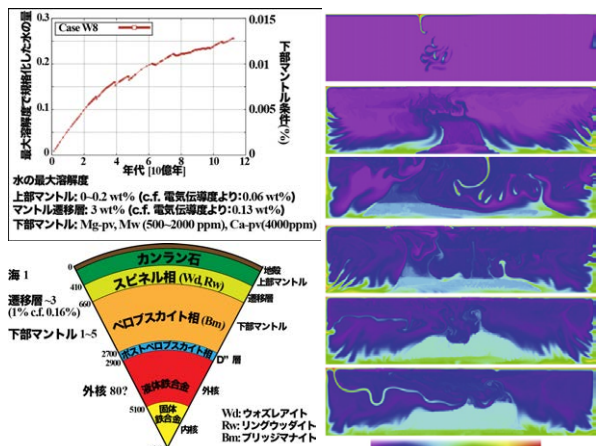 Case W8
最大溶解度で規格化した水の量
0.3
0.2
0.1
0
0.015
0.01
0.005
0
下部マントル条件
(%)
0 2 4 6 8 10 12
年代 [10億年]
水の最大溶解度
上部マントル: 0~0.2 wt% (c.f. 電気伝導度より:0.06 wt%)
マントル遷移層: 3 wt% (c.f. 電気伝導度より:0.13 wt%)
下部マントル: Mg-pv, Mw (500~2000 ppm), Ca-pv(4000ppm)
海 1
遷移層 ~3
(1% c.f. 0.16%)
下部マントル 1~5
外核 80?
0
410
660
2700
2900
5100
カンラン石
スピネル相 (Wd, Rw)
ペロブスカイト相 (Bm)
ポストペロブスカイト相
液体鉄合金
固体
鉄合金
地殻
上部マントル
遷移層
下部マントル
D" 層
外核
内核
Wd: ウォズレアイト
Rw: リングウッダイト
Bm: ブリッジマナイト